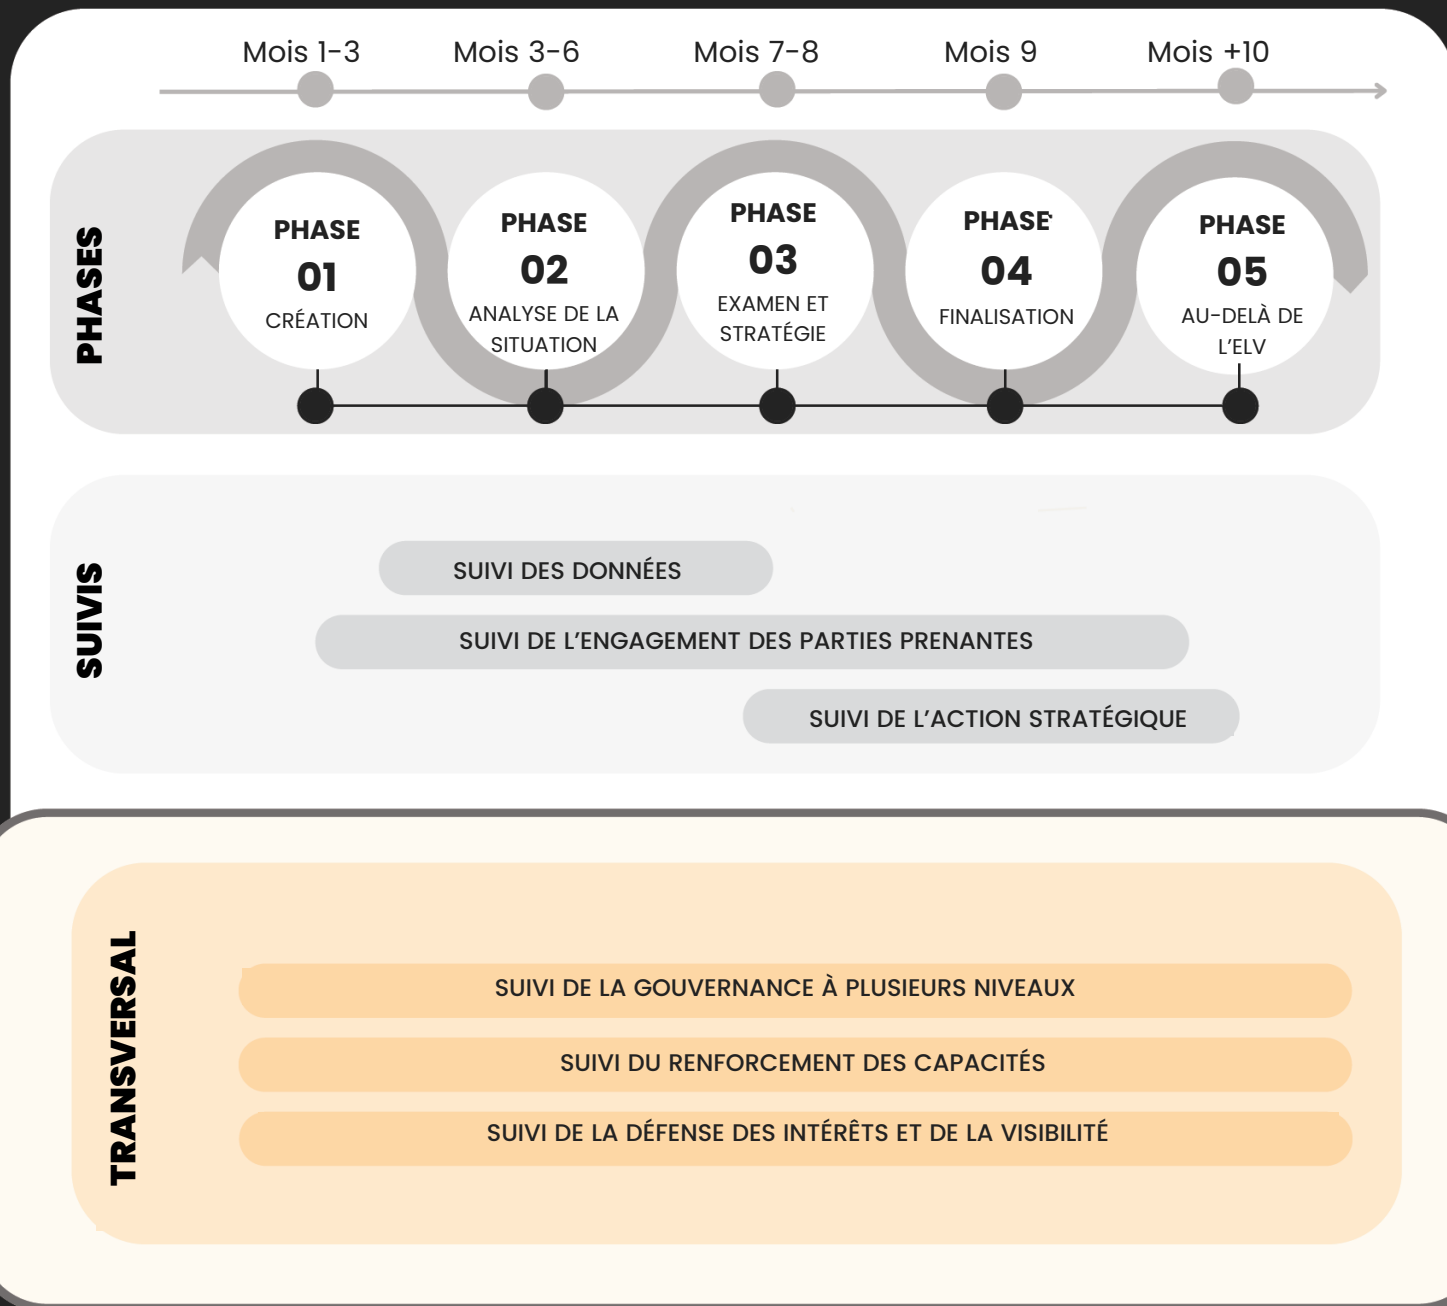 Mois 1-3
Mois 3-6
Mois 7-8
Mois 9
Mois +10
PHASES
PHASE
01
CRÉATION
PHASE
02
ANALYSE DE LA
SITUATION
PHASE
03
EXAMEN ET
STRATÉGIE
PHASE
04
FINALISATION
PHASE
05
AU-DELÀ DE
L'ELV
SUIVIS
SUIVI DES DONNÉES
SUIVI DE L'ENGAGEMENT DES PARTIES PRENANTES
SUIVI DE L'ACTION STRATÉGIQUE
TRANSVERSAL
SUIVI DE LA GOUVERNANCE À PLUSIEURS NIVEAUX
SUIVI DU RENFORCEMENT DES CAPACITÉS
SUIVI DE LA DÉFENSE DES INTÉRÊTS ET DE LA VISIBILITÉ